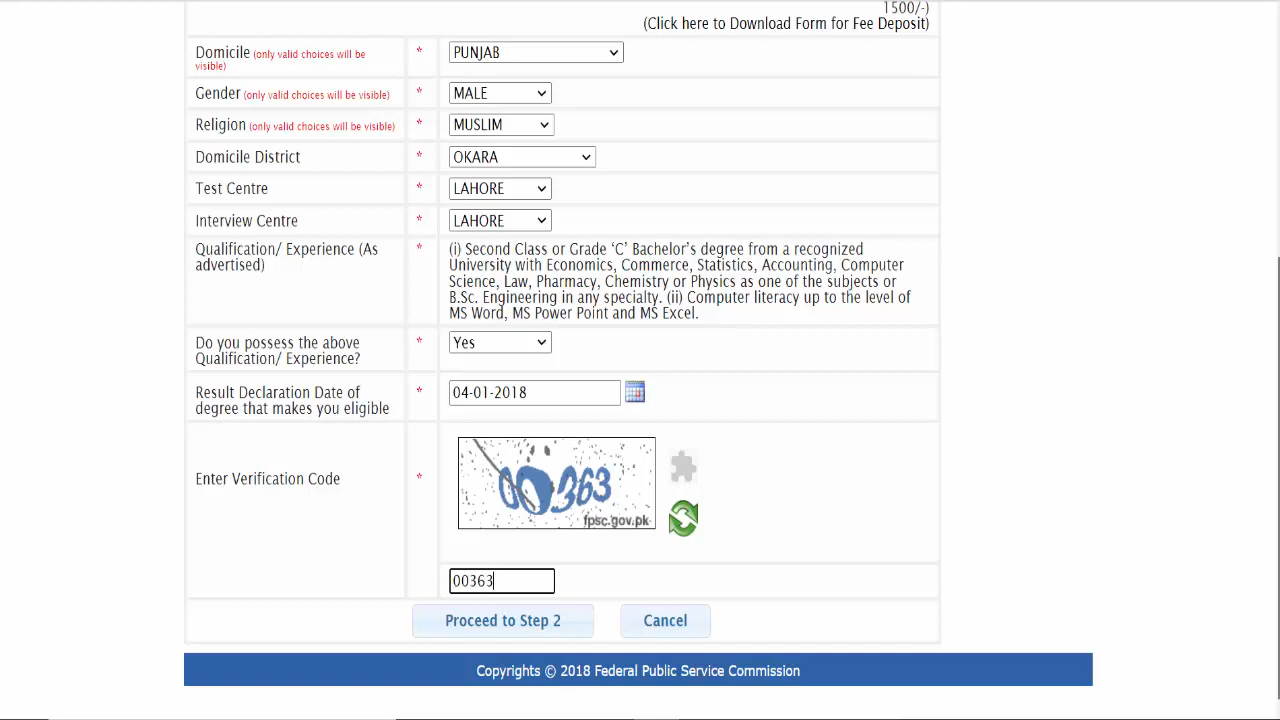 1500/-)
(Click here to Download Form for Fee Deposit)
Domicile (only valid choices will be
visible)
*
PUNJAB
Gender (only valid choices will be visible)
*
MALE
Religion (only valid choices will be visible)
*
MUSLIM
Domicile District
*
OKARA
Test Centre
*
LAHORE
Interview Centre
*
LAHORE
Qualification/ Experience (As
advertised)
*
(i) Second Class or Grade ‘C’ Bachelor’s degree from a recognized
University with Economics, Commerce, Statistics, Accounting, Computer
Science, Law, Pharmacy, Chemistry or Physics as one of the subjects or
B.Sc. Engineering in any specialty. (ii) Computer literacy up to the level of
MS Word, MS Power Point and MS Excel.
Do you possess the above
Qualification/ Experience?
*
Yes
Result Declaration Date of
degree that makes you eligible
*
04-01-2018
Enter Verification Code
*
00363
fpsc.gov.pk
00363
Proceed to Step 2
Cancel
Copyrights © 2018 Federal Public Service Commission